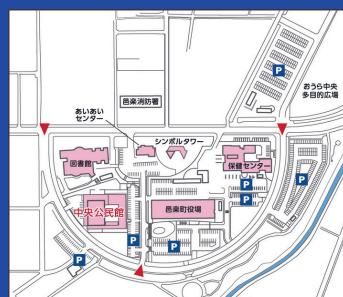 P
おうら中央
多目的広場
邑楽消防署
あいあい
センター
シンボルタワー
図書館
保健センター
P
P
P
中央公民館
邑楽町役場
P
P
P